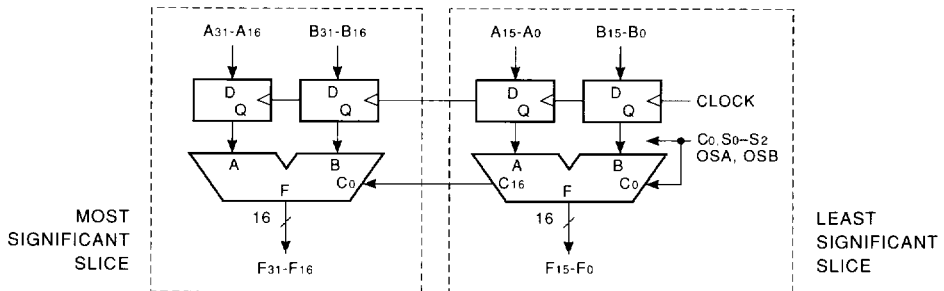 A31-A16 B31-B16 A15-A0 B15-B0
D D D D
Q Q Q Q
CLOCK
C0, S0-S2
OSA, OSB
A B A B
C0 C16 C0
F F
16 16
MOST
SIGNIFICANT
SLICE
LEAST
SIGNIFICANT
SLICE
F31-F16 F15-F0